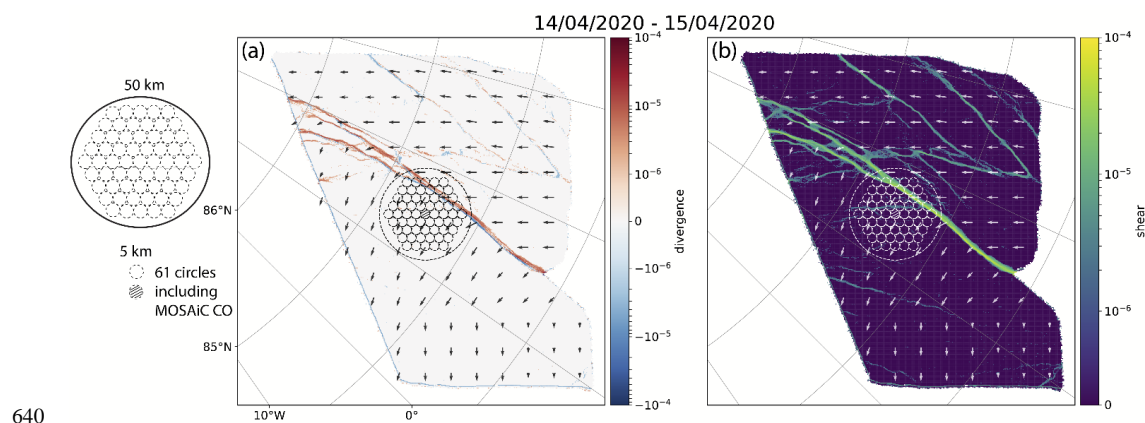 14/04/2020 - 15/04/2020
50 km
5 km
61 circles
including
MOSAiC CO
(a)
86°N
85°N
10°W
0°
10⁻⁴
10⁻⁵
10⁻⁶
0
−10⁻⁶
−10⁻⁵
−10⁻⁴
divergence
(b)
10⁻⁴
10⁻⁵
10⁻⁶
0
shear
640